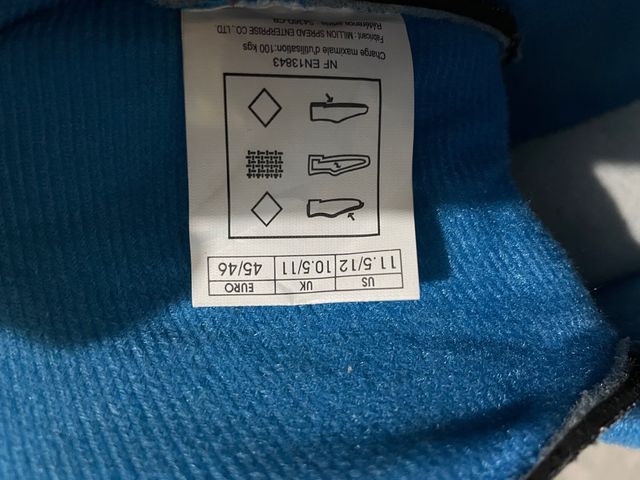 US UK EURO
11.5/12 10.5/11 45/46
NF EN13843
Charge maximale d'utilisation:100 kgs
Fabricant : MILLION SPREAD ENTERPRISE CO., LTD.
Référence